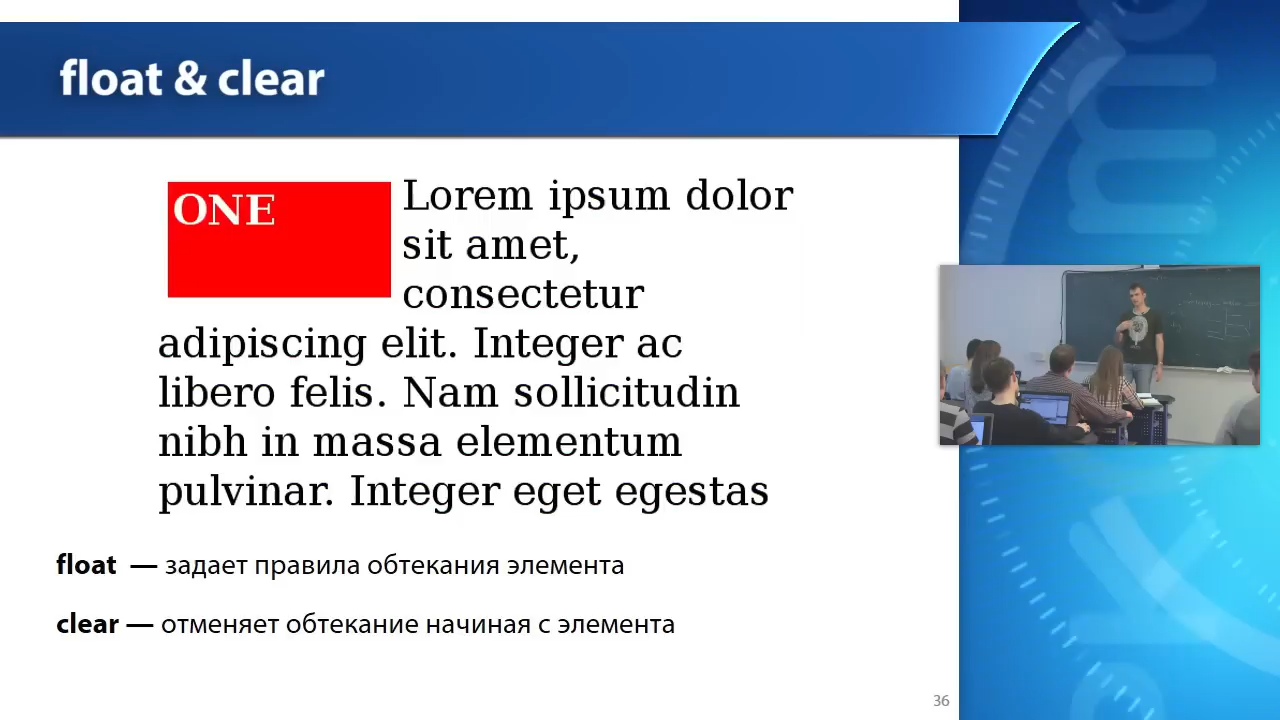 float & clear
ONE
Lorem ipsum dolor
sit amet,
consectetur
adipiscing elit. Integer ac
libero felis. Nam sollicitudin
nibh in massa elementum
pulvinar. Integer eget egestas
float — задает правила обтекания элемента
clear — отменяет обтекание начиная с элемента
36